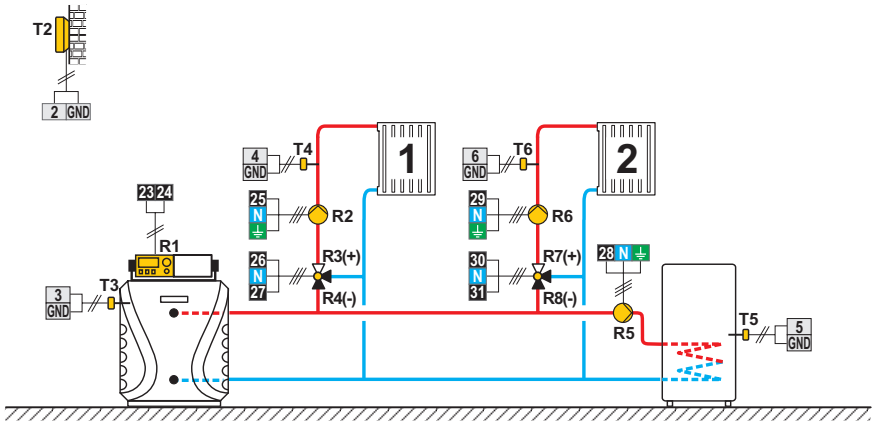 T2
2 GND
4
GND
T4
1
6
GND
T6
2
23 24
25
N
R2
29
N
R6
R1
26
N
27
R3(+)
R4(-)
30
N
31
R7(+)
R8(-)
28 N
3
GND
T3
R5
T5
5
GND